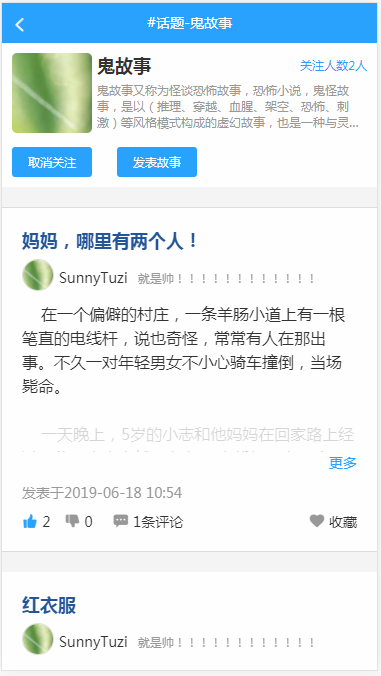 #话题-鬼故事
鬼故事
关注人数2人
鬼故事又称为怪谈恐怖故事，恐怖小说，鬼怪故
事，是以（推理、穿越、血腥、架空、恐怖、刺
激）等风格模式构成的虚幻故事，也是一种与灵...
取消关注
发表故事
妈妈，哪里有两个人！
SunnyTuzi 就是帅！！！！！！！！！！！！
在一个偏僻的村庄，一条羊肠小道上有一根
笔直的电线杆，说也奇怪，常常有人在那出
事。不久一对年轻男女不小心骑车撞倒，当场
毙命。
一天晚上，5岁的小志和他妈妈在回家路上经
更多
发表于2019-06-18 10:54
2 0 1条评论 收藏
红衣服
SunnyTuzi 就是帅！！！！！！！！！！！！